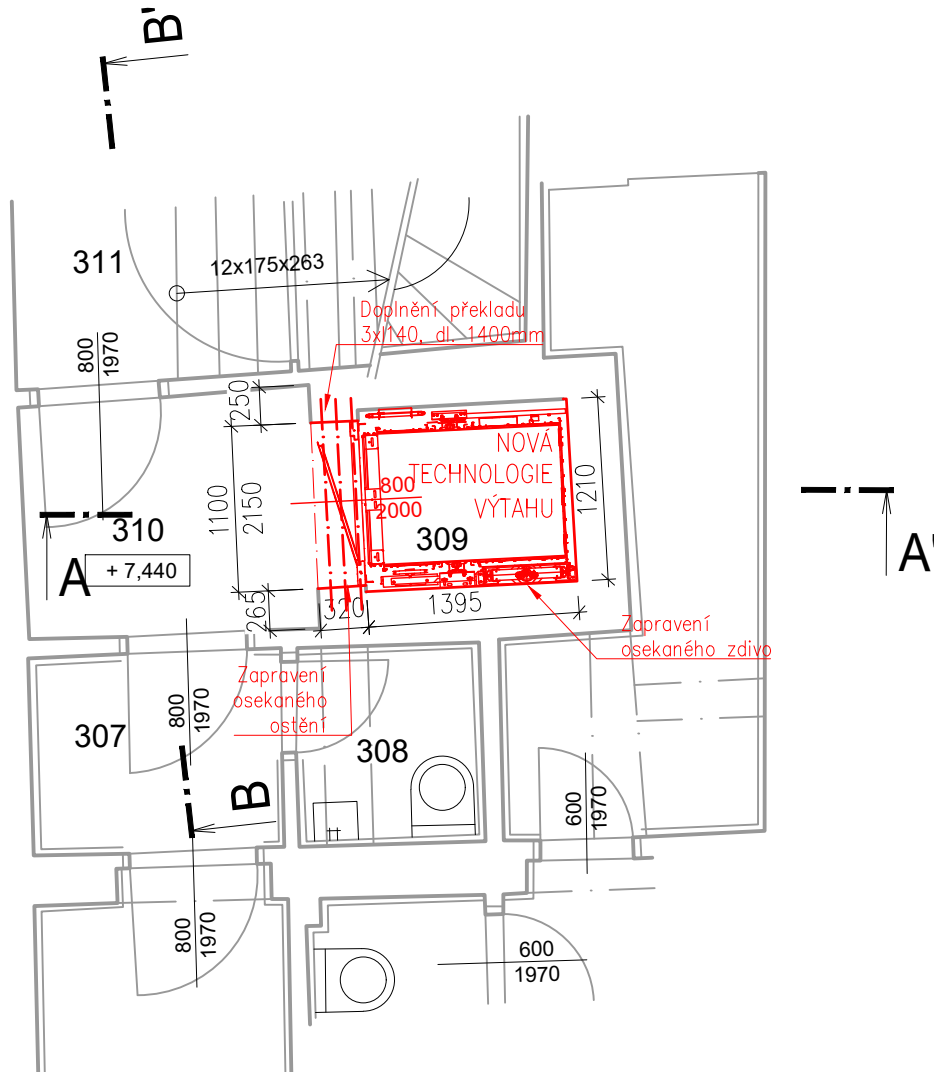 B'
311
12x175x263
800
1970
Doplnění překladu
3xI140, dl. 1400mm
250
1100
2150
265
320
1395
1210
NOVÁ
TECHNOLOGIE
VÝTAHU
800
2000
309
310
+ 7,440
A
A'
Zapravení
osekaného zdivo
Zapravení
osekaného
ostění
800
1970
307
308
B
600
1970
800
1970
600
1970